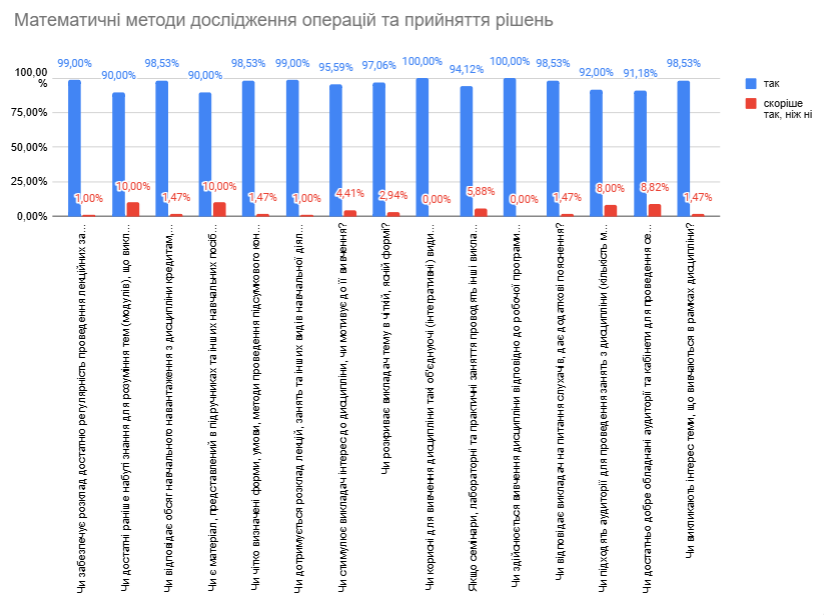 Математичні методи дослідження операцій та прийняття рішень
99,00%
90,00%
98,53%
90,00%
98,53%
99,00%
95,59%
97,06%
100,00%
94,12%
100,00%
98,53%
92,00%
91,18%
98,53%
100,00
%
75,00%
50,00%
25,00%
0,00%
1,00%
10,00%
1,47%
10,00%
1,47%
1,00%
4,41%
2,94%
0,00%
5,88%
0,00%
1,47%
8,00%
8,82%
1,47%
так
скоріше
так, ніж ні
Чи забезпечує розклад достатню регулярність проведення лекційних за...
Чи достатні раніше набуті знання для розуміння тем (модулів), що викл...
Чи відповідає обсяг навчального навантаження з дисципліни кредитам,...
Чи є матеріал, представлений в підручниках та інших навчальних посіб...
Чи чітко визначені форми, умови, методи проведення підсумкового кон...
Чи дотримується розклад лекцій, занять та інших видів навчальної діял...
Чи стимулює викладач інтерес до дисципліни, чи мотивує до її вивчення?
Чи розкриває викладач тему в чіткій, ясній формі?
Чи корисні для вивчення дисципліни такі об'єднуючі (інтегративні) види...
Якщо семінари, лабораторні та практичні заняття проводять інші викла...
Чи здійснюється вивчення дисципліни відповідно до робочої програми...
Чи відповідає викладач на питання слухачів, дає додаткові пояснення?
Чи підходять аудиторії для проведення занять з дисципліни (кількість м...
Чи достатньо добре обладнані аудиторії та кабінети для проведення се...
Чи викликають інтерес теми, що вивчаються в рамках дисципліни?